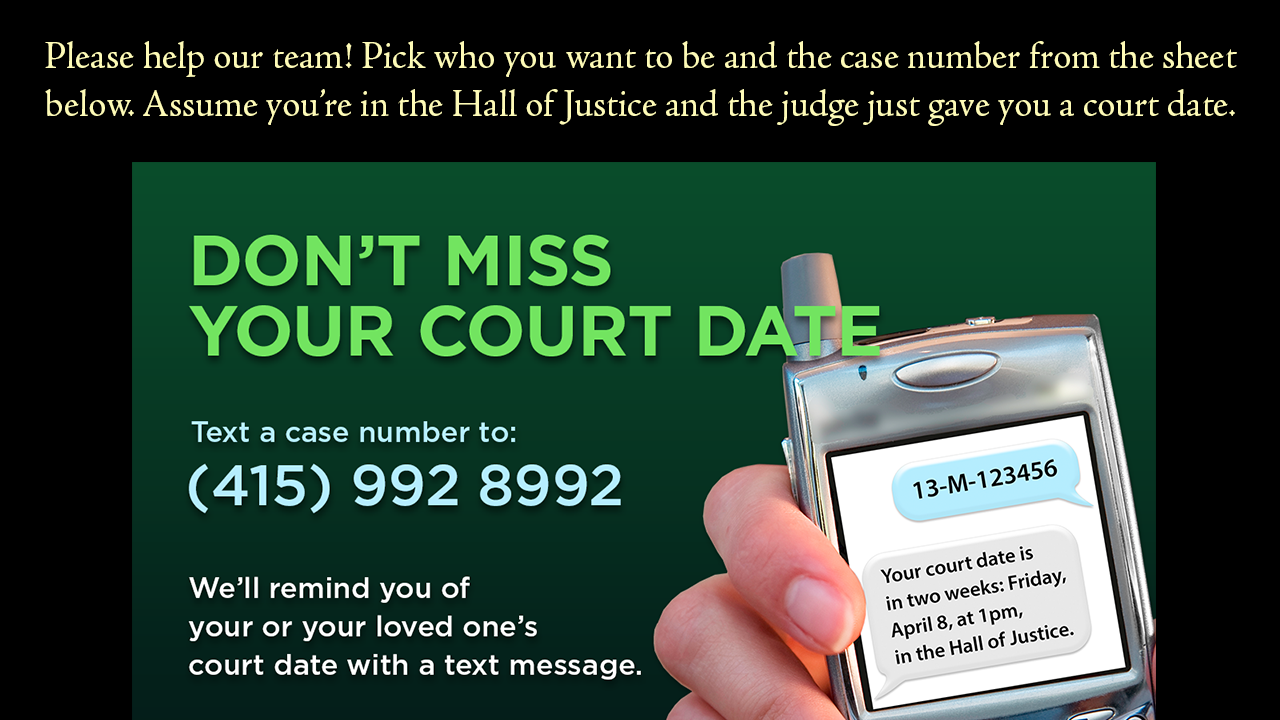 Please help our team! Pick who you want to be and the case number from the sheet
below. Assume you’re in the Hall of Justice and the judge just gave you a court date.
DON’T MISS
YOUR COURT DATE
Text a case number to:
(415) 992 8992
We’ll remind you of
your or your loved one’s
court date with a text message.
13-M-123456
Your court date is
in two weeks: Friday,
April 8, at 1pm,
in the Hall of Justice.